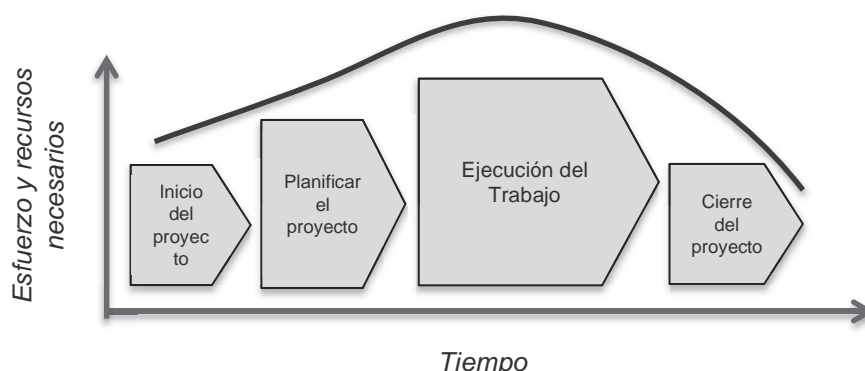 Esfuerzo y recursos
necesarios
Inicio
del
proyec
to
Planificar
el
proyecto
Ejecución del
Trabajo
Cierre
del
proyecto
Tiempo